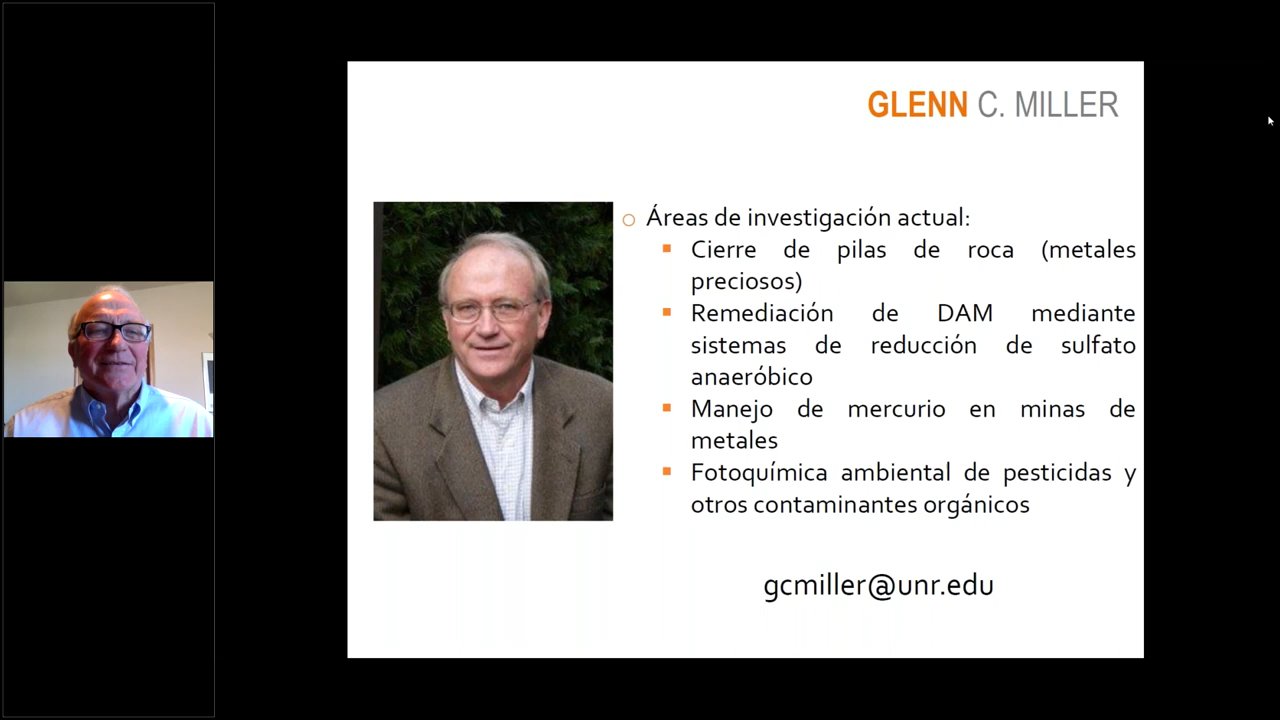 GLENN C. MILLER
Áreas de investigación actual:
Cierre de pilas de roca (metales
preciosos)
Remediación de DAM mediante
sistemas de reducción de sulfato
anaeróbico
Manejo de mercurio en minas de
metales
Fotoquímica ambiental de pesticidas y
otros contaminantes orgánicos
gcmiller@unr.edu